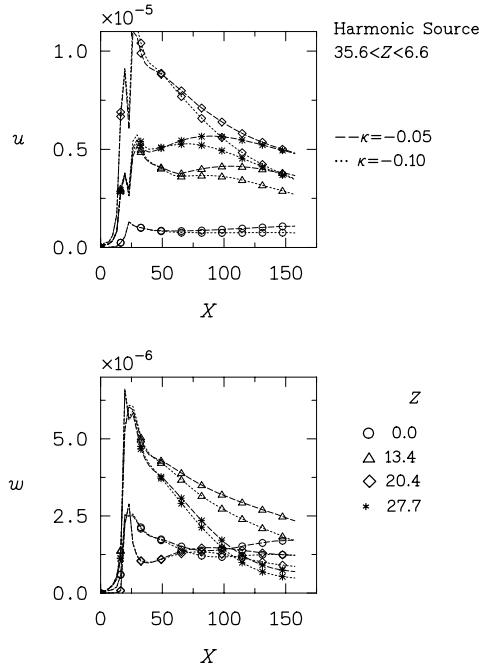 ×10⁻⁵
Harmonic Source
35.6<Z<6.6
1.0
u
0.5
0.0
−−κ=−0.05
··· κ=−0.10
0 50 100 150
X
×10⁻⁶
5.0
w
2.5
0.0
Z
0.0
13.4
20.4
27.7
0 50 100 150
X